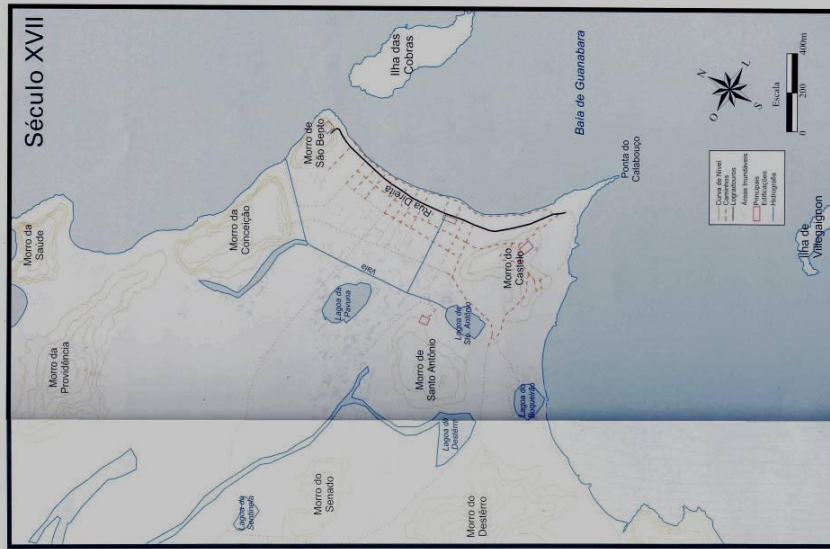 Século XVII
Morro da
Saúde
Morro da
Providência
Morro da
Conceição
Morro de
São Bento
Ilha das
Cobras
Rua Direita
Vala
Lagoa da
Pavuna
Lagoa de
Sto. Antônio
Morro de
Santo Antônio
Morro do
Castelo
Lagoa do
Boqueirão
Lagoa do
Destêrro
Lagoa da
Sentinela
Morro do
Senado
Morro do
Destêrro
Baía de Guanabara
Ponta do
Calabouço
Ilha de
Villegaignon
N
L
S
O
Escala
0 200 400m
Curva de Nível
Caminhos
Logradouros
Áreas Inundáveis
Principais
Edificações
Hidrografia